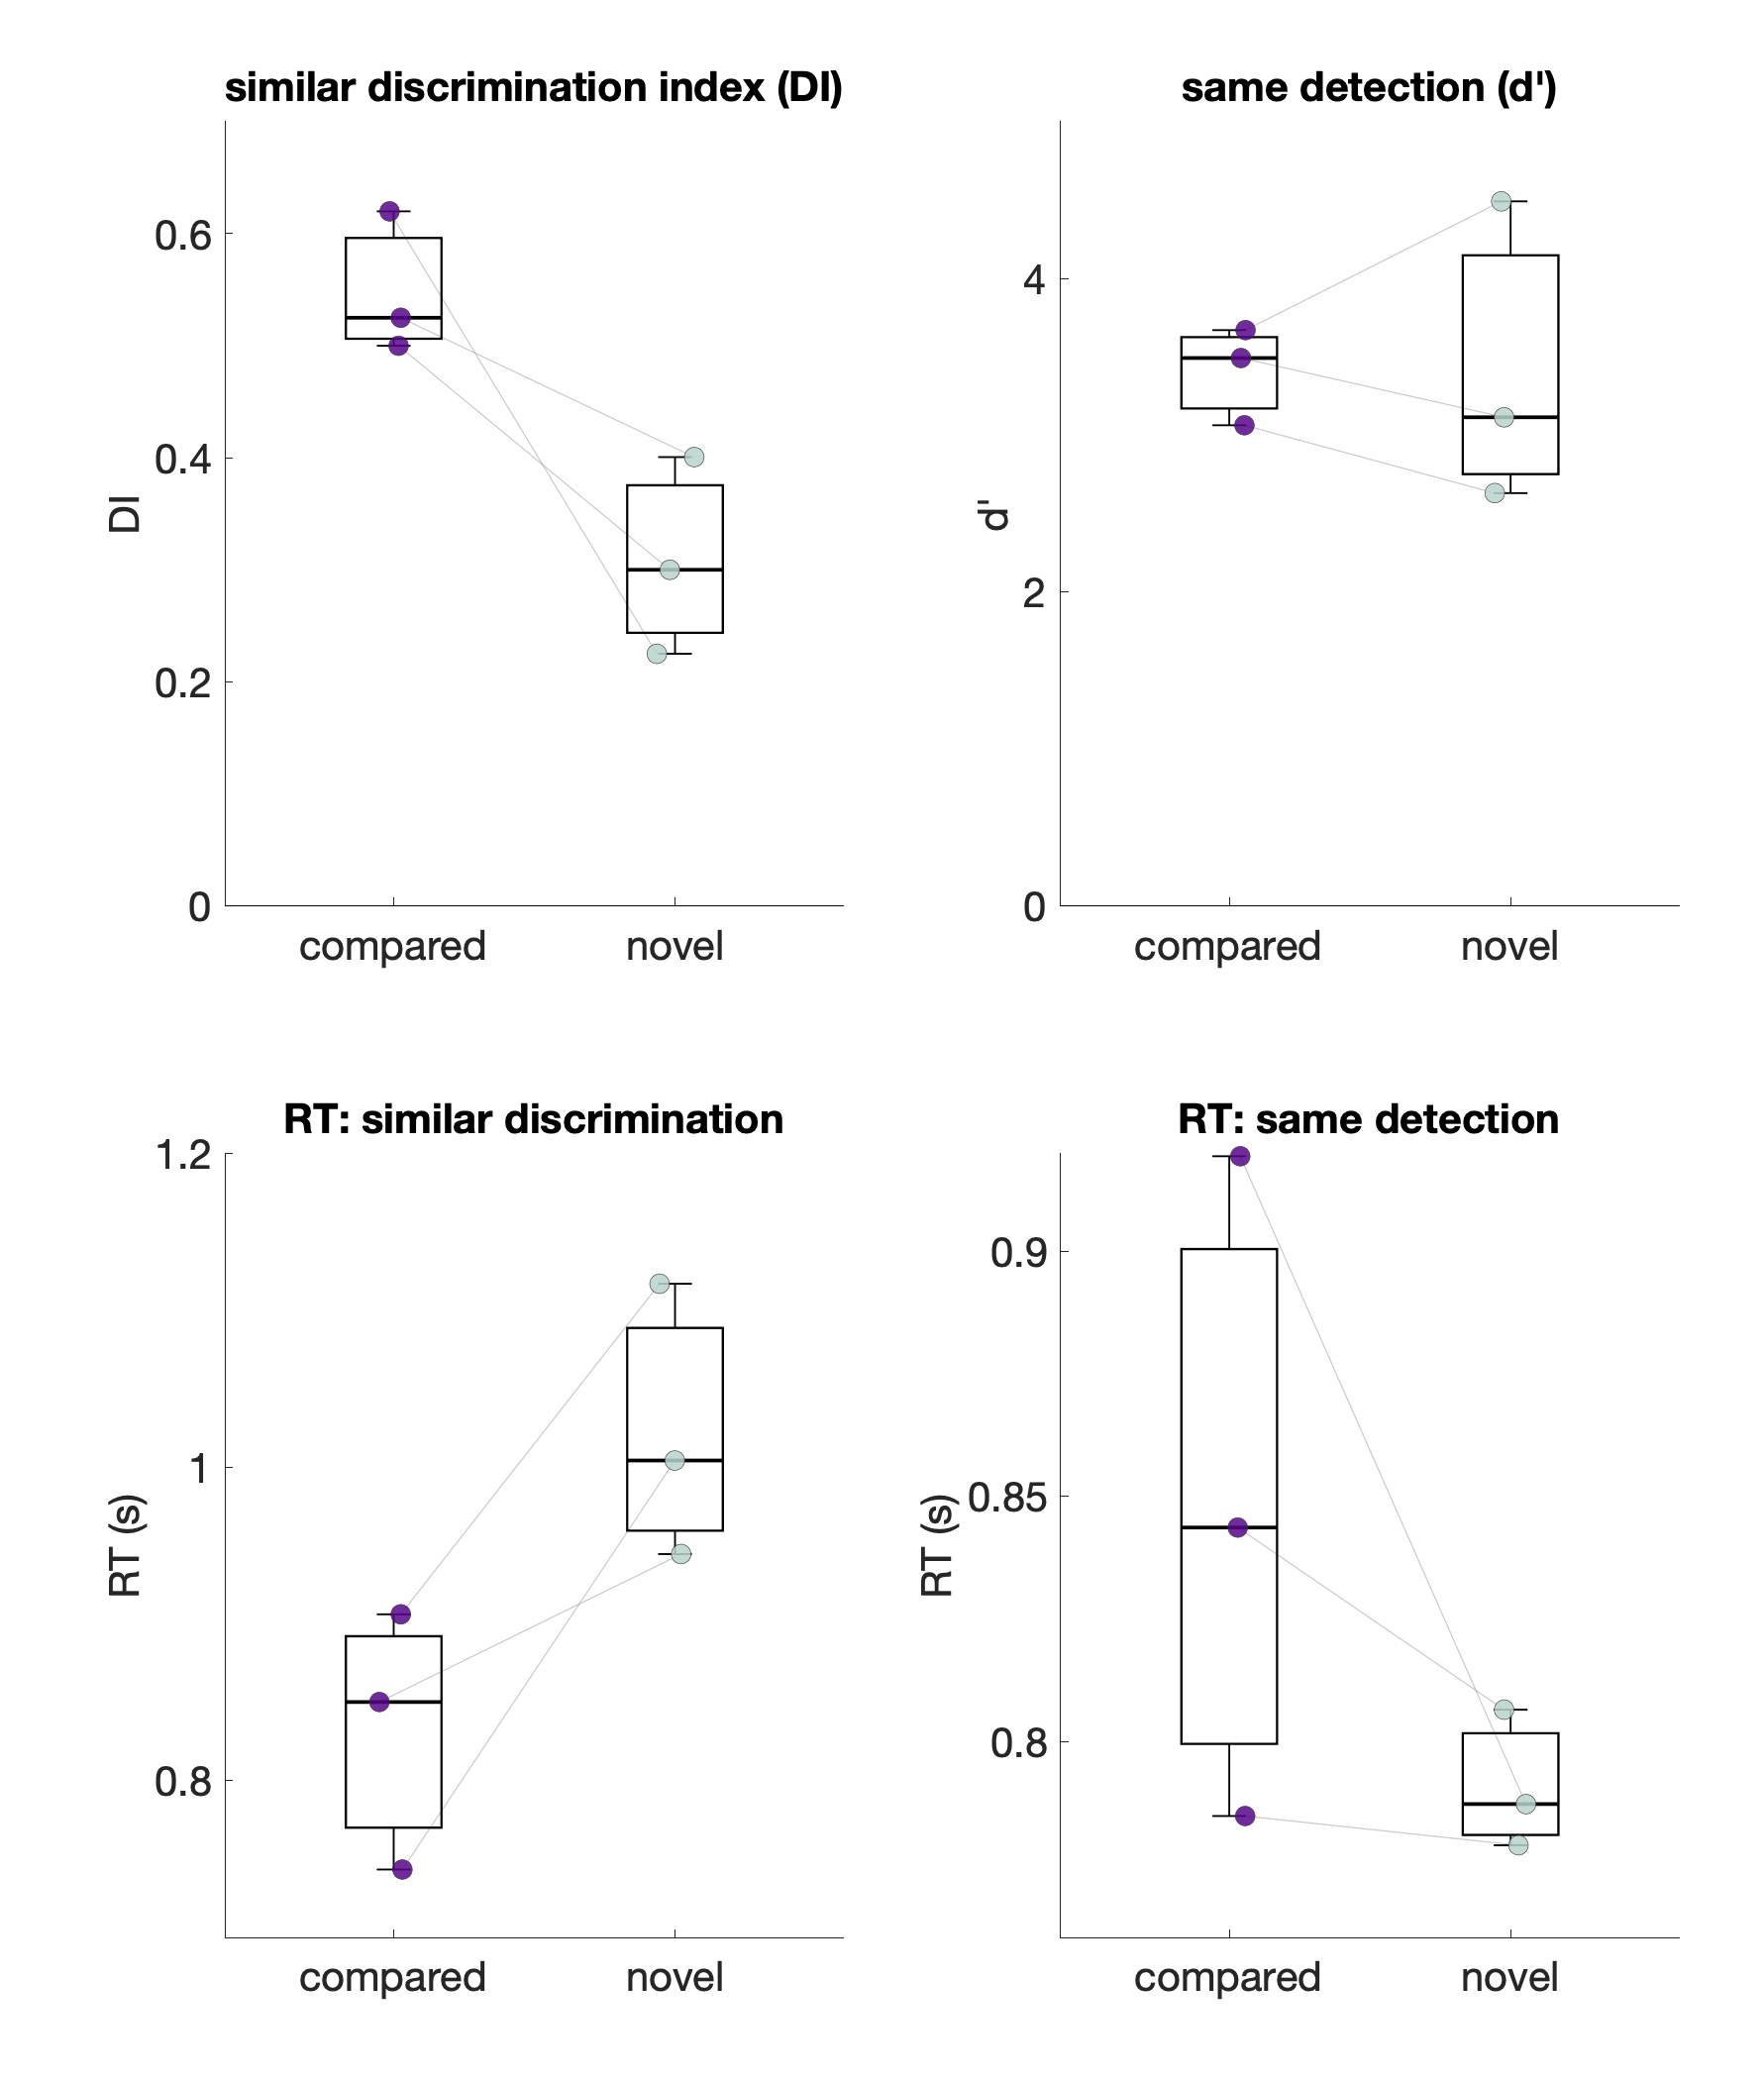 similar discrimination index (DI)
DI
0.6
0.4
0.2
0
compared novel
same detection (d')
d'
4
2
0
compared novel
RT: similar discrimination
RT (s)
1.2
1
0.8
compared novel
RT: same detection
RT (s)
0.9
0.85
0.8
compared novel